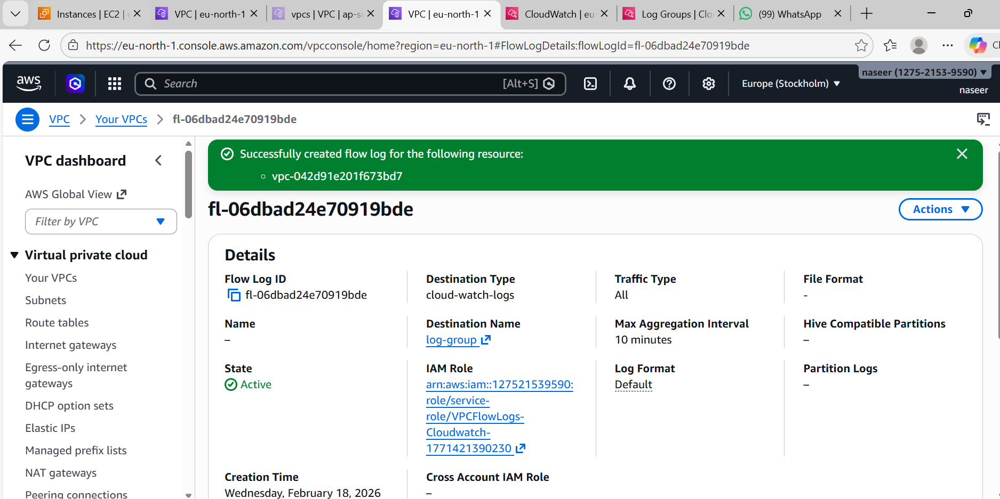 Instances | EC2 | e
VPC | eu-north-1
vpcs | VPC | ap-so
VPC | eu-north-1
CloudWatch | eu-
Log Groups | Clo
(99) WhatsApp
https://eu-north-1.console.aws.amazon.com/vpcconsole/home?region=eu-north-1#FlowLogDetails:flowLogId=fl-06dbad24e70919bde
aws
Search
[Alt+S]
Europe (Stockholm)
naseer (1275-2153-9590)
naseer
VPC
Your VPCs
fl-06dbad24e70919bde
VPC dashboard
AWS Global View
Filter by VPC
Virtual private cloud
Your VPCs
Subnets
Route tables
Internet gateways
Egress-only internet
gateways
DHCP option sets
Elastic IPs
Managed prefix lists
NAT gateways
Peering connections
Successfully created flow log for the following resource:
vpc-042d91e201f673bd7
fl-06dbad24e70919bde
Actions
Details
Flow Log ID
fl-06dbad24e70919bde
Destination Type
cloud-watch-logs
Traffic Type
All
File Format
-
Name
–
Destination Name
log-group
Max Aggregation Interval
10 minutes
Hive Compatible Partitions
–
State
Active
IAM Role
arn:aws:iam::127521539590:
role/service-
role/VPCFlowLogs-
Cloudwatch-
1771421390230
Log Format
Default
Partition Logs
–
Creation Time
Wednesday, February 18, 2026
Cross Account IAM Role
–